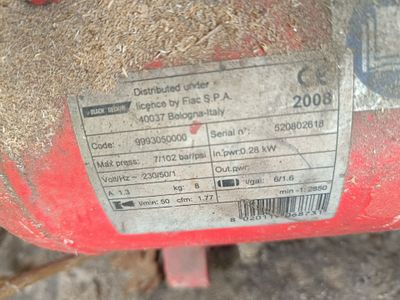 BLACK & DECKER
Distributed under
licence by Fiac S.P.A.
40037 Bologna-Italy
CE
2008
Code: 9993050000
Serial n°: 520802618
Max press: 7/102 bar/psi
In.pwr:0.28 kW
Volt/Hz ~ 230/50/1
Out.pwr:
A 1.3 kg: 8
l/gal: 6/1.6
l/min: 50 cfm: 1.77
min -1: 2850